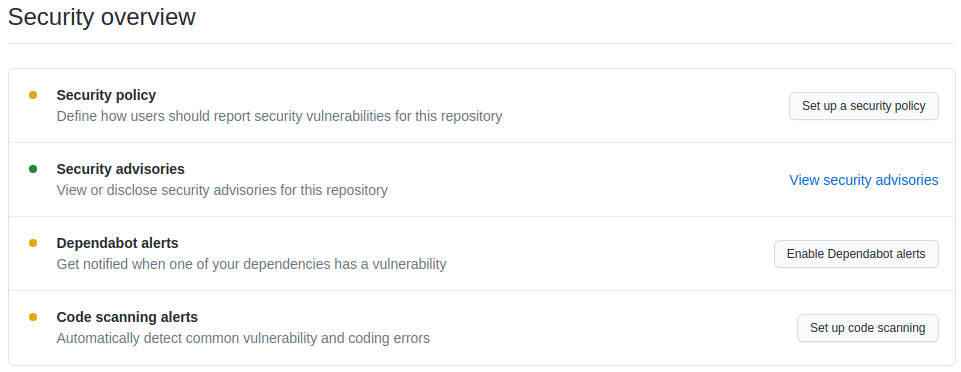 Security overview
Security policy
Define how users should report security vulnerabilities for this repository
Set up a security policy
Security advisories
View or disclose security advisories for this repository
View security advisories
Dependabot alerts
Get notified when one of your dependencies has a vulnerability
Enable Dependabot alerts
Code scanning alerts
Automatically detect common vulnerability and coding errors
Set up code scanning